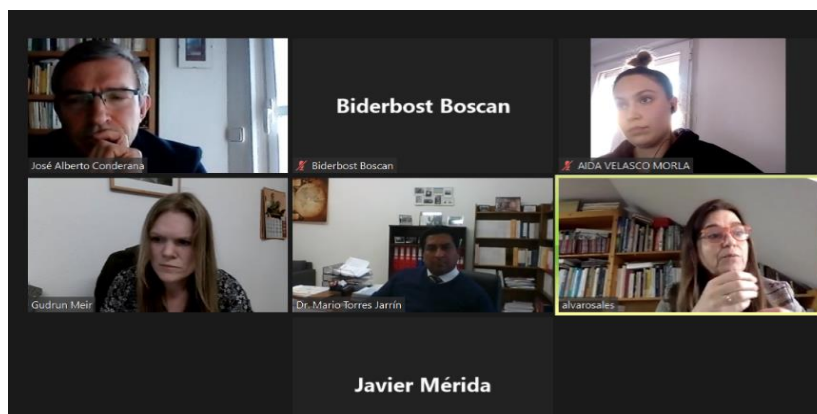 Biderbost Boscan
José Alberto Conderana
Biderbost Boscan
AIDA VELASCO MORLA
Gudrun Meir
Dr. Mario Torres Jarrín
alvarosales
Javier Mérida